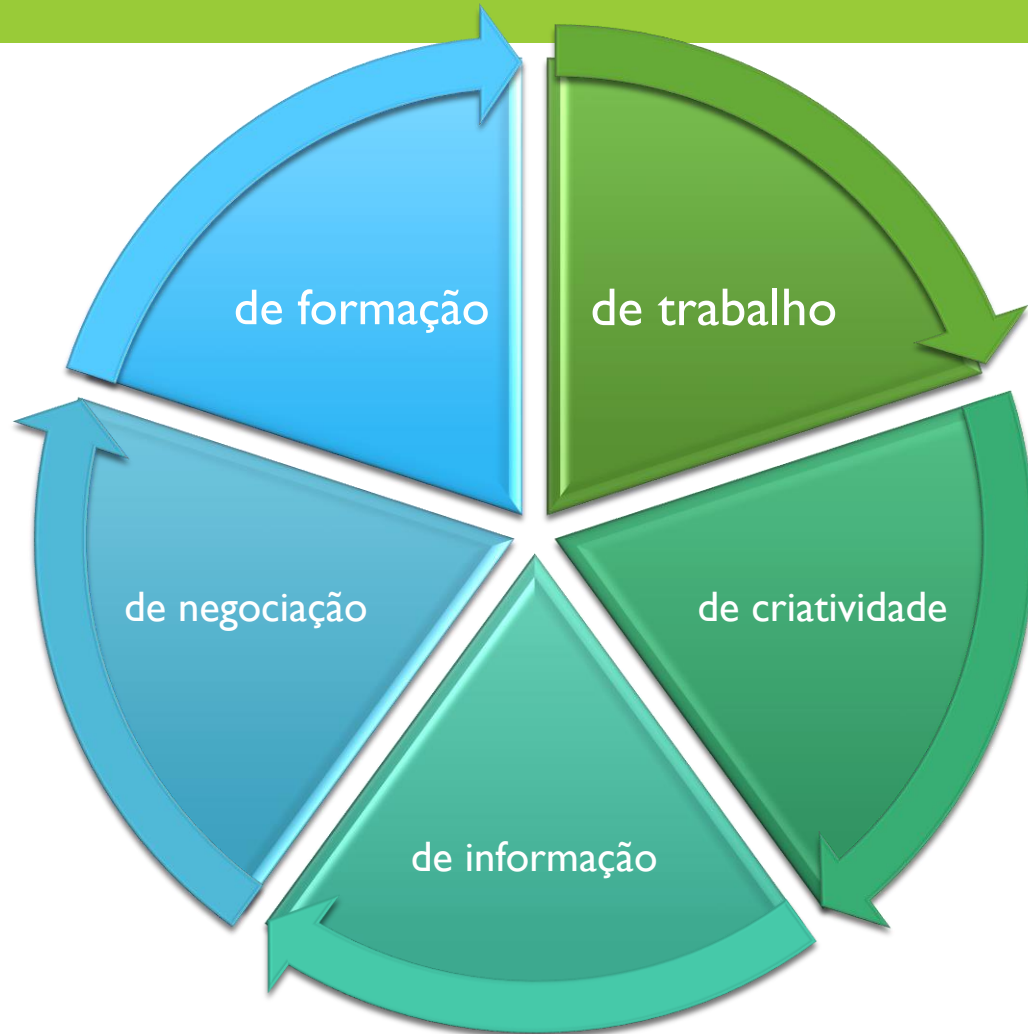 de formação
de trabalho
de negociação
de criatividade
de informação